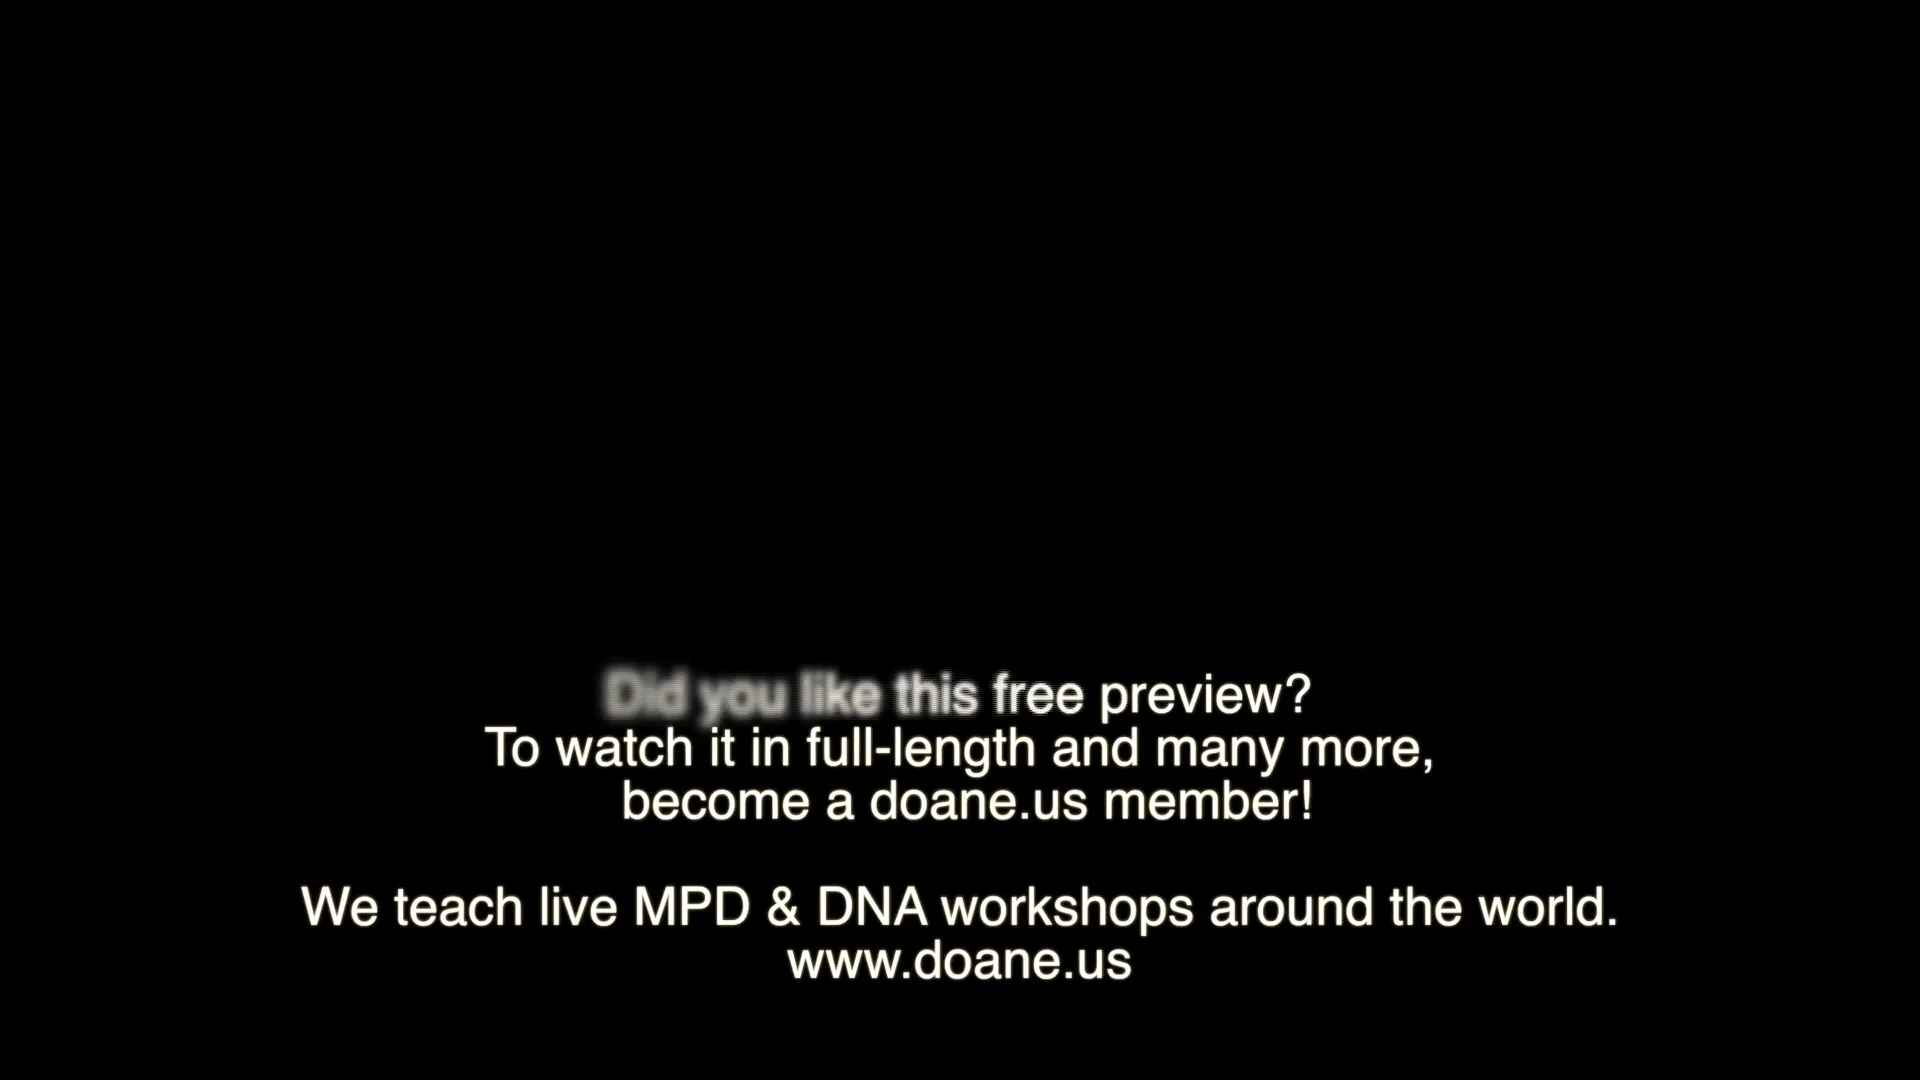 Did you like this free preview?
To watch it in full-length and many more,
become a doane.us member!
We teach live MPD & DNA workshops around the world.
www.doane.us